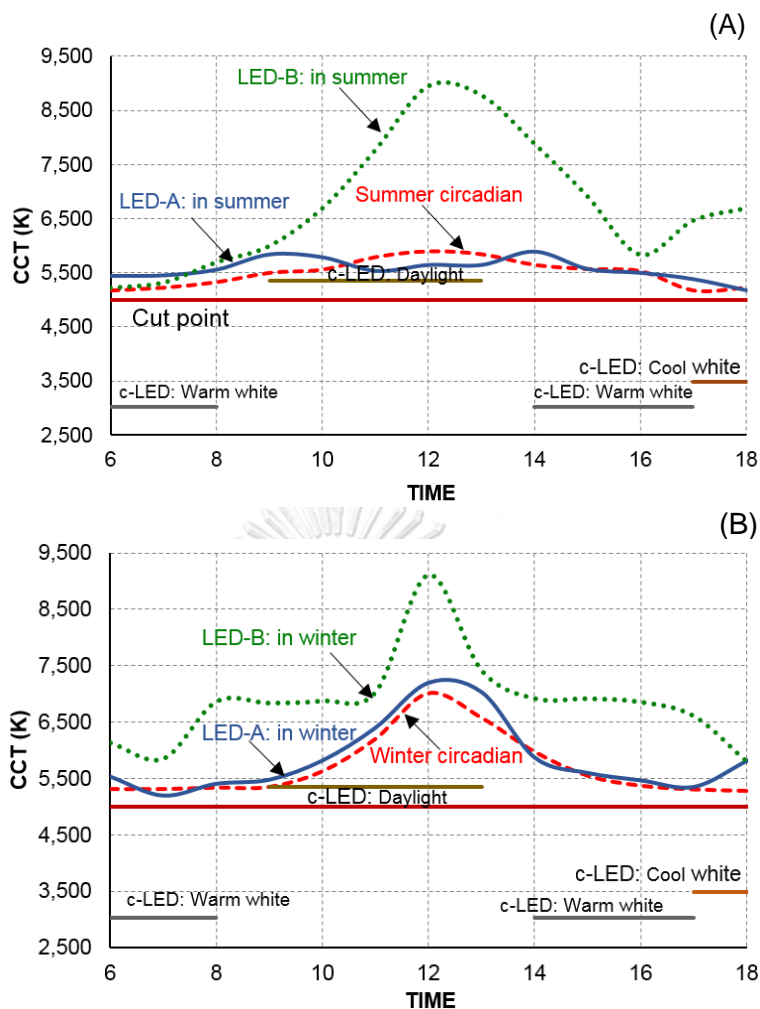 (A)
9,500
8,500
7,500
6,500
5,500
4,500
3,500
2,500
CCT (K)
LED-B: in summer
LED-A: in summer
Summer circadian
c-LED: Daylight
Cut point
c-LED: Cool white
c-LED: Warm white
c-LED: Warm white
6 8 10 12 14 16 18
TIME
(B)
9,500
8,500
7,500
6,500
5,500
4,500
3,500
2,500
CCT (K)
LED-B: in winter
LED-A: in winter
Winter circadian
c-LED: Daylight
c-LED: Cool white
c-LED: Warm white
c-LED: Warm white
6 8 10 12 14 16 18
TIME